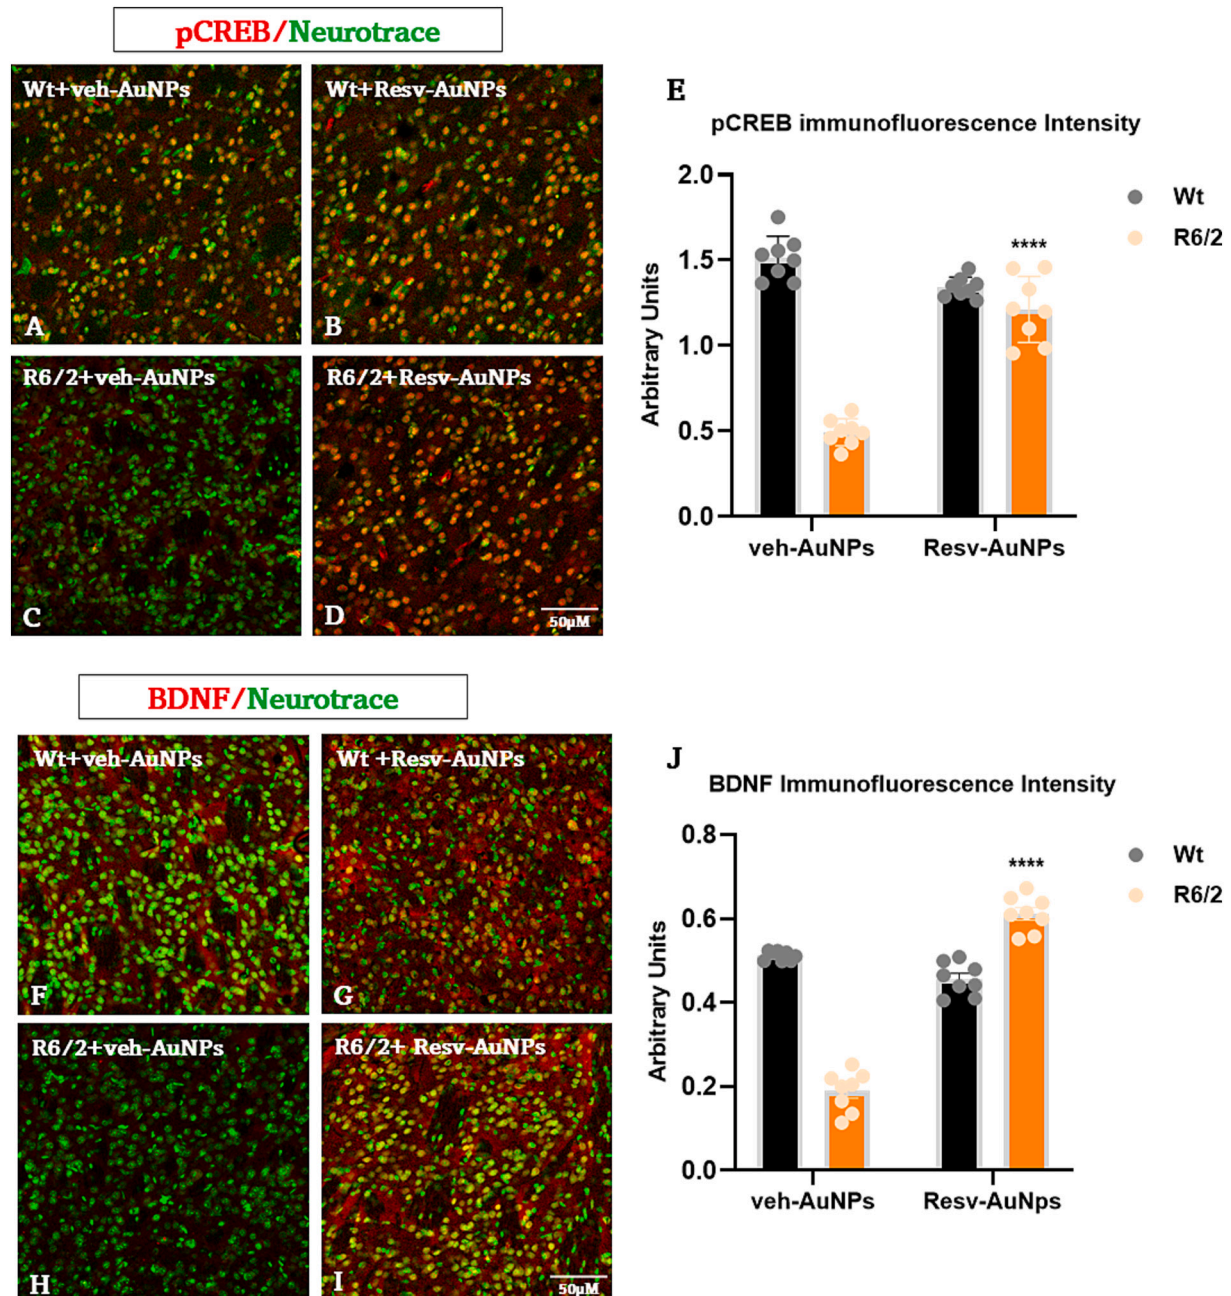 pCREB/Neurotrace
Wt+veh-AuNPs
Wt+Resv-AuNPs
A
B
R6/2+veh-AuNPs
R6/2+Resv-AuNPs
C
D
50µM
E
pCREB immunofluorescence Intensity
Arbitrary Units
2.0
1.5
1.0
0.5
0.0
****
Wt
R6/2
veh-AuNPs
Resv-AuNPs
BDNF/Neurotrace
Wt+veh-AuNPs
Wt +Resv-AuNPs
F
G
R6/2+veh-AuNPs
R6/2+ Resv-AuNPs
H
I
50µM
J
BDNF Immunofluorescence Intensity
Arbitrary Units
0.8
0.6
0.4
0.2
0.0
****
Wt
R6/2
veh-AuNPs
Resv-AuNps